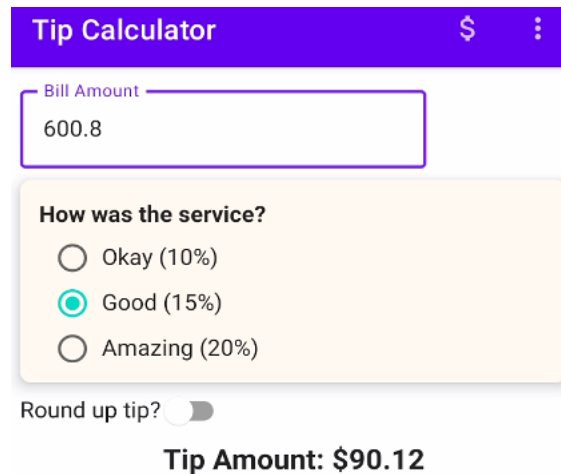 Tip Calculator $
Bill Amount
600.8
How was the service?
Okay (10%)
Good (15%)
Amazing (20%)
Round up tip?
Tip Amount: $90.12